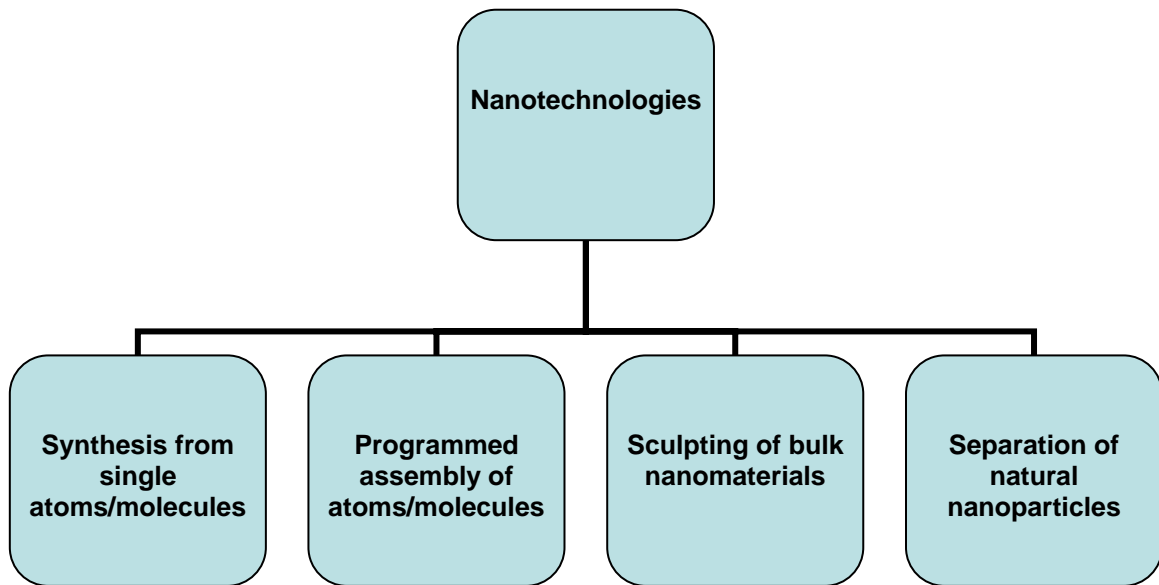 Nanotechnologies
Synthesis from
single
atoms/molecules
Programmed
assembly of
atoms/molecules
Sculpting of bulk
nanomaterials
Separation of
natural
nanoparticles